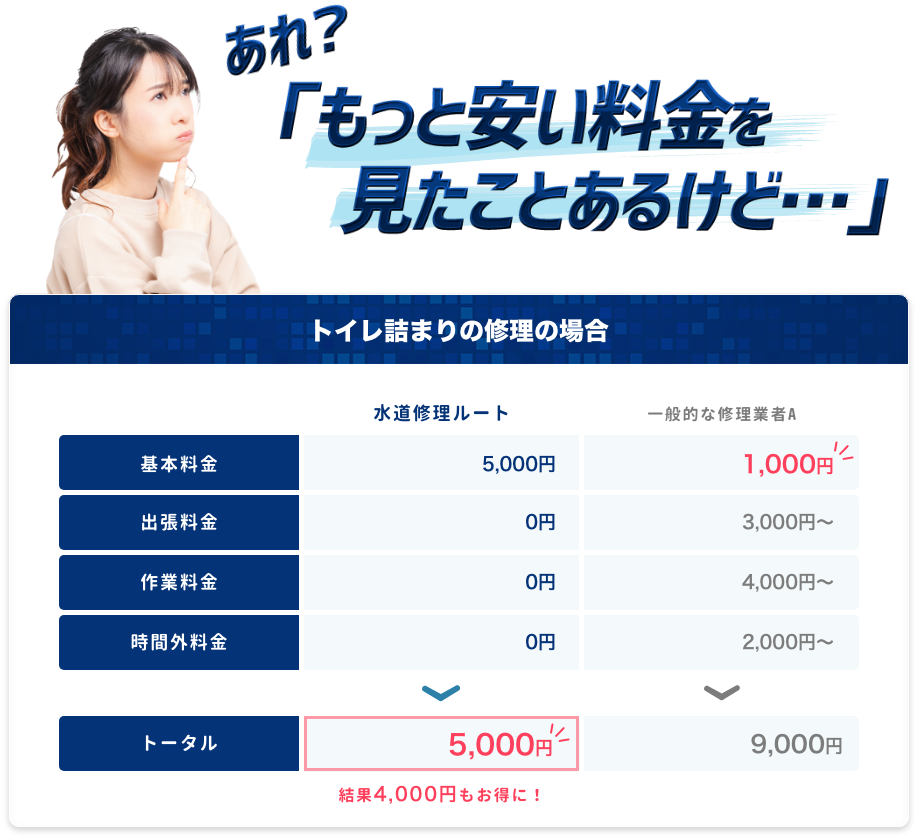 あれ?
「もっと安い料金を
見たことあるけど…」
トイレ詰まりの修理の場合
水道修理ルート 一般的な修理業者A
基本料金 5,000円 1,000円
出張料金 0円 3,000円〜
作業料金 0円 4,000円〜
時間外料金 0円 2,000円〜
トータル 5,000円 9,000円
結果4,000円もお得に！